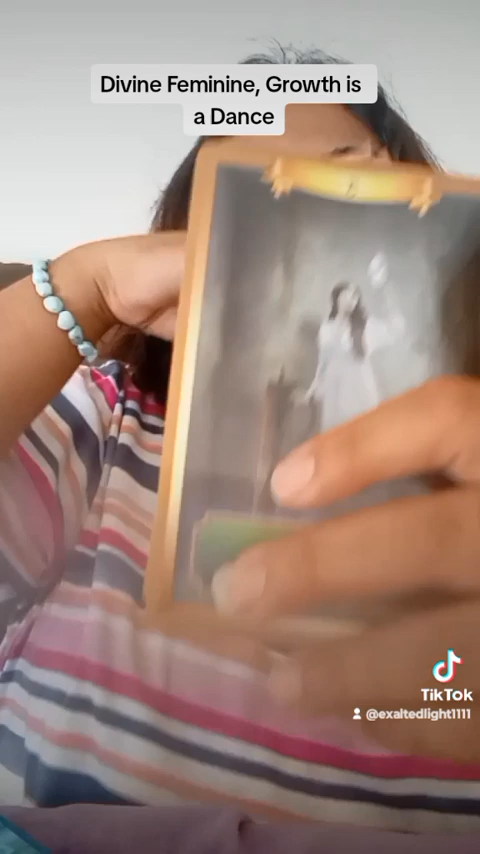 Divine Feminine, Growth is
a Dance
TikTok
@exaltedlight1111